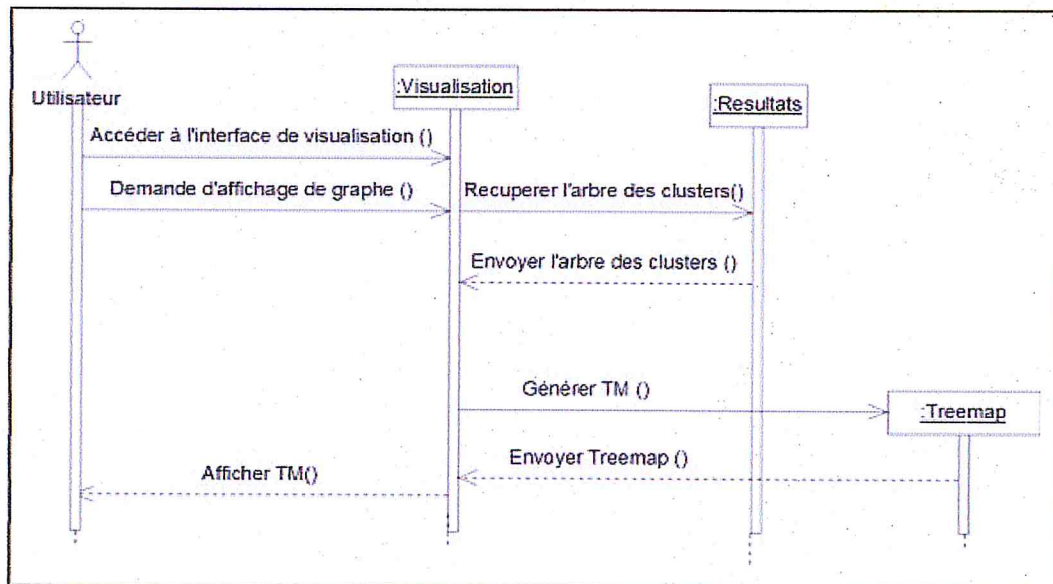 Utilisateur
:Visualisation
:Resultats
Accéder à l'interface de visualisation ()
Demande d'affichage de graphe ()
Recuperer l'arbre des clusters()
Envoyer l'arbre des clusters ()
Générer TM ()
:Treemap
Envoyer Treemap ()
Afficher TM()